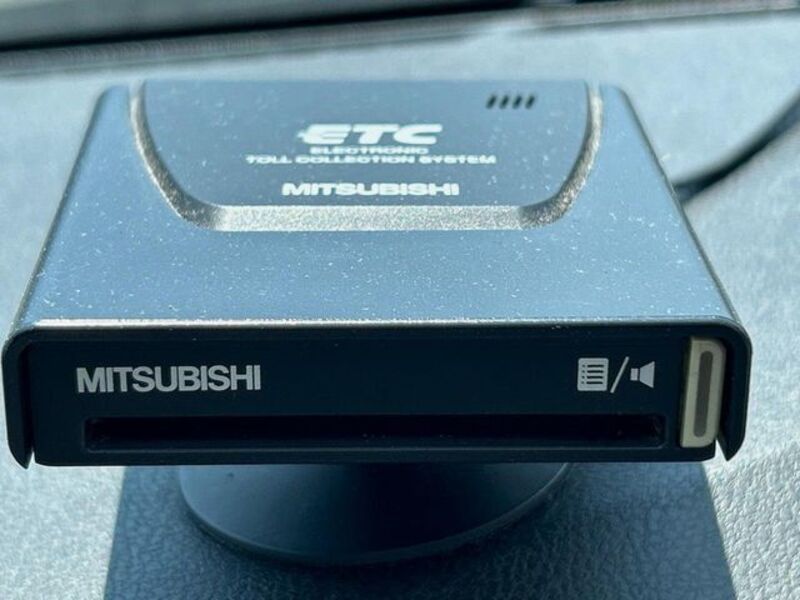 ETC
ELECTRONIC
TOLL COLLECTION SYSTEM
MITSUBISHI
MITSUBISHI